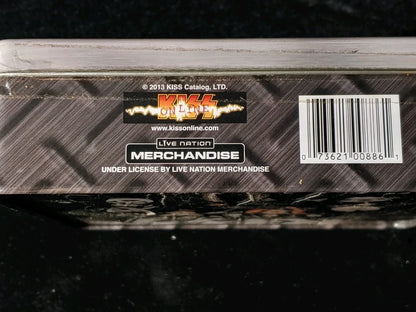 © 2013 KISS Catalog, LTD.
KISS
ONLINE
www.kissonline.com
LIVE NATION
MERCHANDISE
UNDER LICENSE BY LIVE NATION MERCHANDISE
0 73621 00886 1